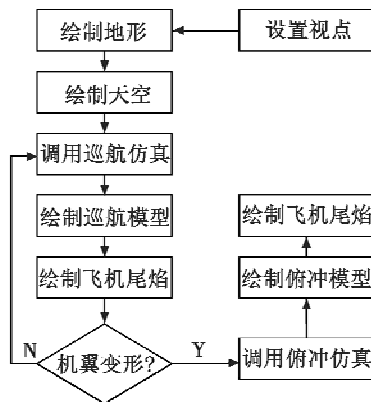 绘制地形
设置视点
绘制天空
调用巡航仿真
绘制巡航模型
绘制飞机尾焰
绘制飞机尾焰
绘制俯冲模型
N
机翼变形?
Y
调用俯冲仿真